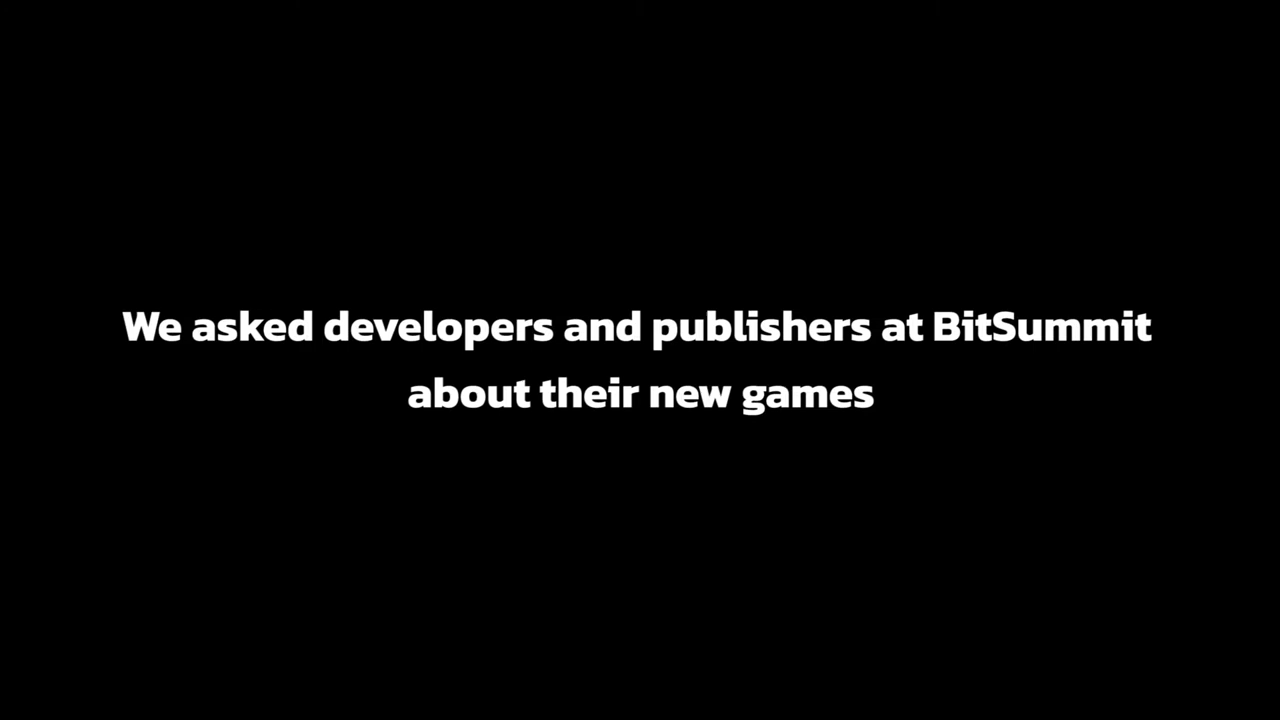 We asked developers and publishers at BitSummit
about their new games